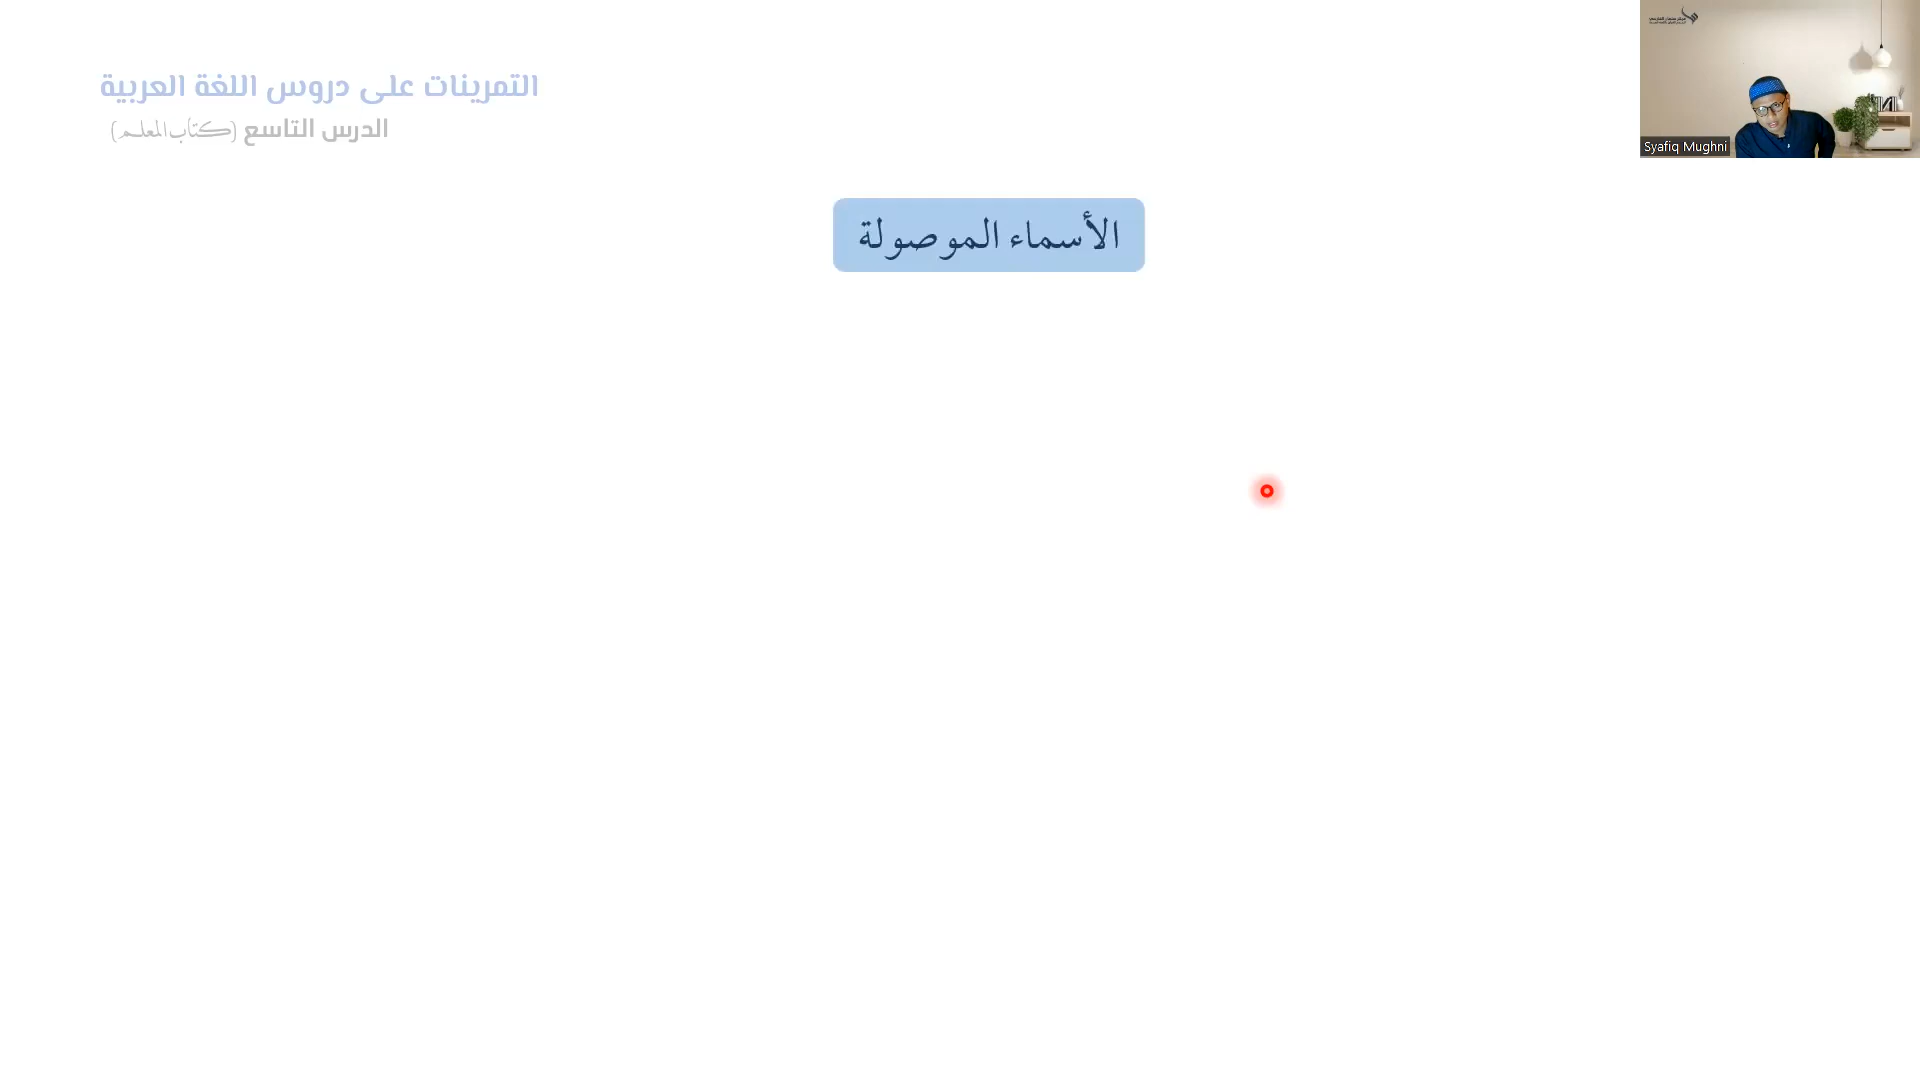 التمرينات على دروس اللغة العربية
الدرس التاسع (كتاب المعلم)
الأسماء الموصولة
Syafiq Mughni